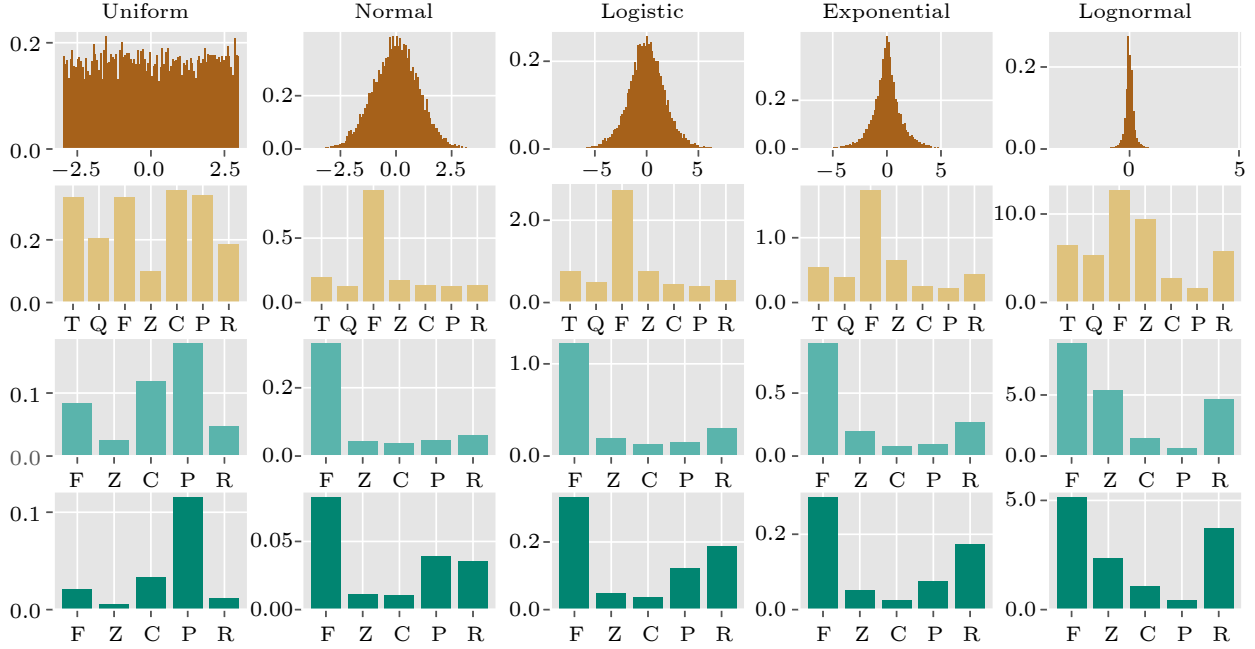 Uniform Normal Logistic Exponential Lognormal
0.2 0.2 0.2 0.2 0.2
0.0 0.0 0.0 0.0 0.0
−2.5 0.0 2.5 −2.5 0.0 2.5 −5 0 5 −5 0 5 0 5
0.2 0.5 2.0 1.0 10.0
0.0 0.0 0.0 0.0 0.0
T Q F Z C P R T Q F Z C P R T Q F Z C P R T Q F Z C P R T Q F Z C P R
0.1 0.2 1.0 0.5 5.0
0.0 0.0 0.0 0.0 0.0
F Z C P R F Z C P R F Z C P R F Z C P R F Z C P R
0.1 0.05 0.2 0.2 5.0
0.0 0.00 0.0 0.0 0.0
F Z C P R F Z C P R F Z C P R F Z C P R F Z C P R